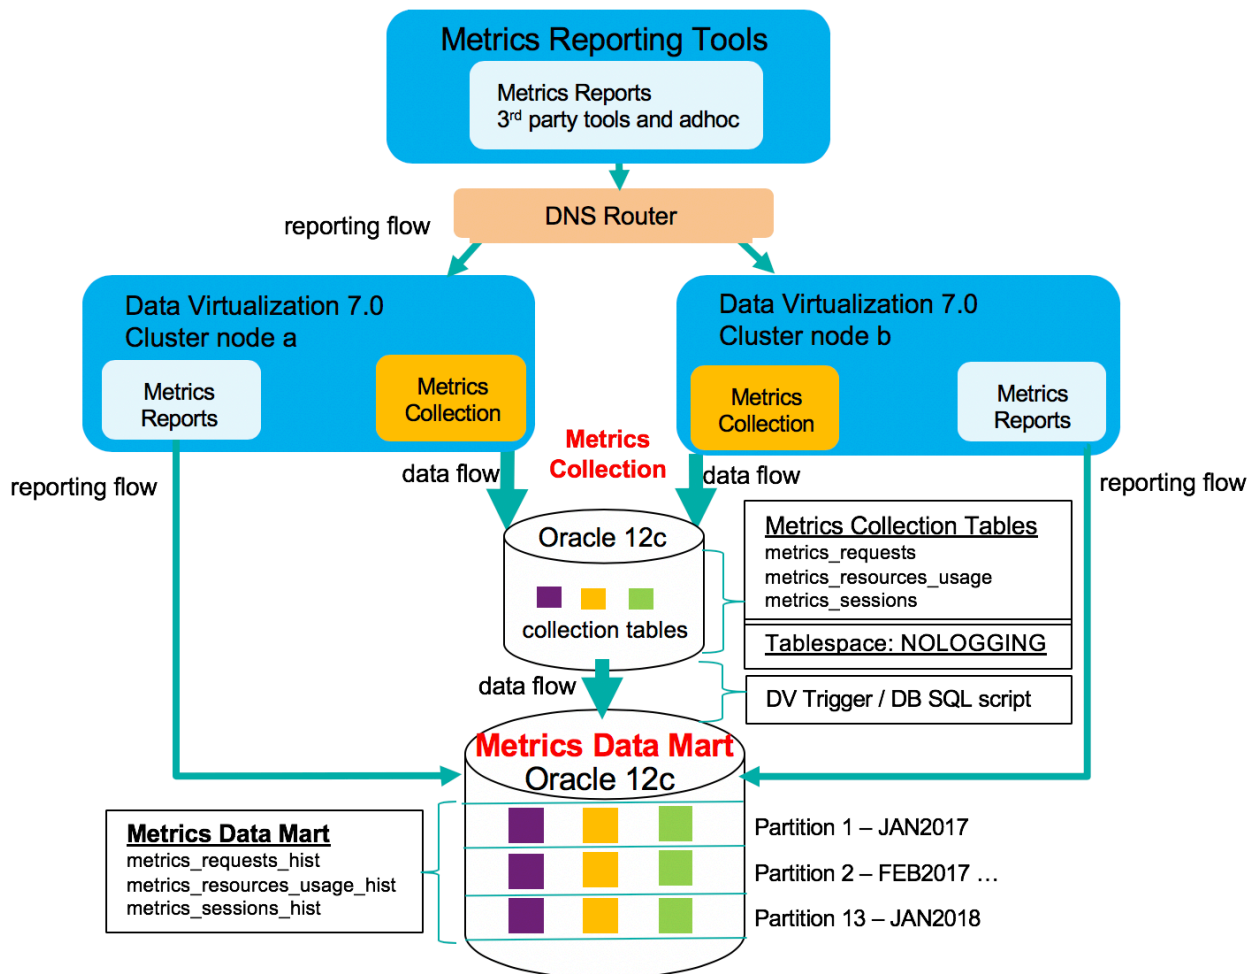 Metrics Reporting Tools
Metrics Reports
3rd party tools and adhoc
DNS Router
reporting flow
Data Virtualization 7.0
Cluster node a
Metrics
Reports
Metrics
Collection
Data Virtualization 7.0
Cluster node b
Metrics
Collection
Metrics
Reports
Metrics
Collection
data flow
data flow
reporting flow
reporting flow
Oracle 12c
collection tables
Metrics Collection Tables
metrics_requests
metrics_resources_usage
metrics_sessions
Tablespace: NOLOGGING
data flow
DV Trigger / DB SQL script
Metrics Data Mart
Oracle 12c
Metrics Data Mart
metrics_requests_hist
metrics_resources_usage_hist
metrics_sessions_hist
Partition 1 – JAN2017
Partition 2 – FEB2017 …
Partition 13 – JAN2018